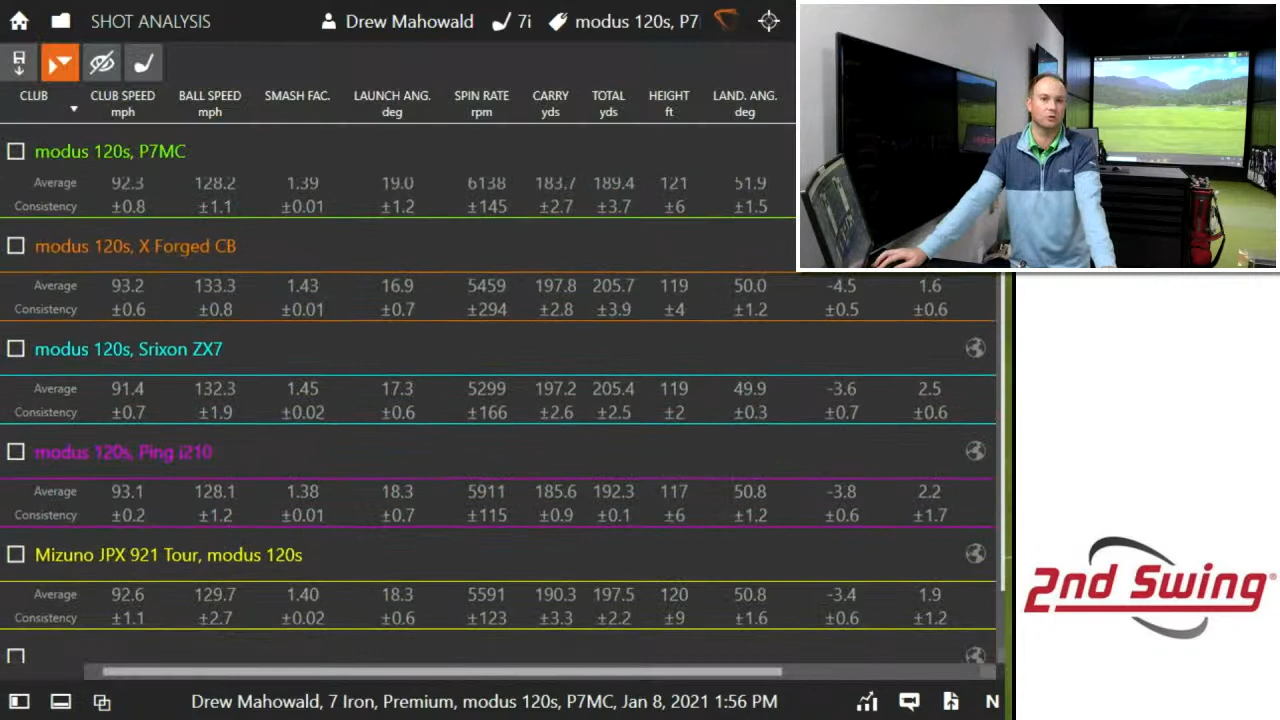 SHOT ANALYSIS Drew Mahowald 7i modus 120s, P7
CLUB CLUB SPEED BALL SPEED SMASH FAC. LAUNCH ANG. SPIN RATE CARRY TOTAL HEIGHT LAND. ANG.
mph mph deg rpm yds yds ft deg
modus 120s, P7MC
Average 92.3 128.2 1.39 19.0 6138 183.7 189.4 121 51.9
Consistency ±0.8 ±1.1 ±0.01 ±1.2 ±145 ±2.7 ±3.7 ±6 ±1.5
modus 120s, X Forged CB
Average 93.2 133.3 1.43 16.9 5459 197.8 205.7 119 50.0 -4.5 1.6
Consistency ±0.6 ±0.8 ±0.01 ±0.7 ±294 ±2.8 ±3.9 ±4 ±1.2 ±0.5 ±0.6
modus 120s, Srixon ZX7
Average 91.4 132.3 1.45 17.3 5299 197.2 205.4 119 49.9 -3.6 2.5
Consistency ±0.7 ±1.9 ±0.02 ±0.6 ±166 ±2.6 ±2.5 ±2 ±0.3 ±0.7 ±0.6
modus 120s, Ping i210
Average 93.1 128.1 1.38 18.3 5911 185.6 192.3 117 50.8 -3.8 2.2
Consistency ±0.2 ±1.2 ±0.01 ±0.7 ±115 ±0.9 ±0.1 ±6 ±1.2 ±0.6 ±1.7
Mizuno JPX 921 Tour, modus 120s
Average 92.6 129.7 1.40 18.3 5591 190.3 197.5 120 50.8 -3.4 1.9
Consistency ±1.1 ±2.7 ±0.02 ±0.6 ±123 ±3.3 ±2.2 ±9 ±1.6 ±0.6 ±1.2
2nd Swing®
Drew Mahowald, 7 Iron, Premium, modus 120s, P7MC, Jan 8, 2021 1:56 PM N